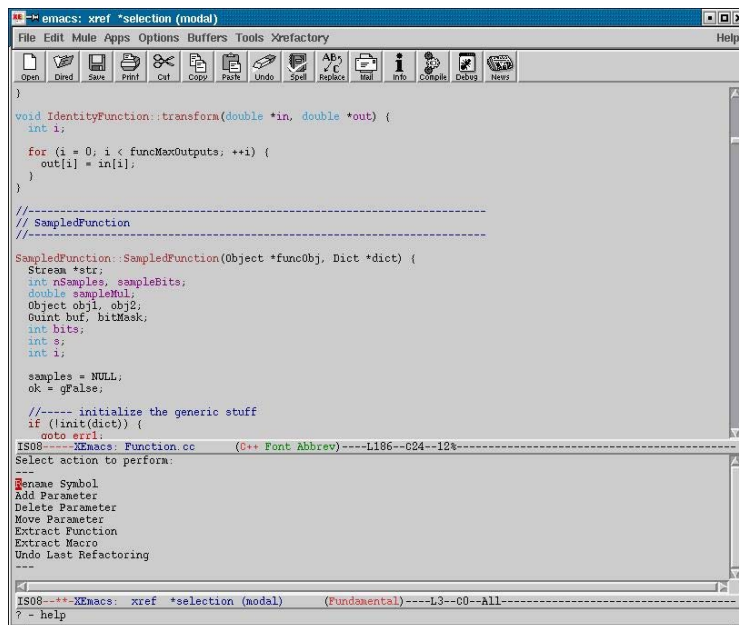 emacs: xref *selection (modal)
File Edit Mule Apps Options Buffers Tools Xrefactory Help
Open Dired Save Print Cut Copy Paste Undo Spell Replace Mail Info Compile Debug News
}
void IdentityFunction::transform(double *in, double *out) {
int i;
for (i = 0; i < funcMaxOutputs; ++i) {
out[i] = in[i];
}
}
//--------------------------------------------------------------------
// SampledFunction
//--------------------------------------------------------------------
SampledFunction::SampledFunction(Object *funcObj, Dict *dict) {
Stream *str;
int nSamples, sampleBits;
double sampleMul;
Object obj1, obj2;
Guint buf, bitMask;
int bits;
int s;
int i;
samples = NULL;
ok = gFalse;
//----- initialize the generic stuff
if (!init(dict)) {
goto err1;
ISO8-----XEmacs: Function.cc (C++ Font Abbrev)----L186--C24--12%----------------------------------------
Select action to perform:
---
Rename Symbol
Add Parameter
Delete Parameter
Move Parameter
Extract Function
Extract Macro
Undo Last Refactoring
---
ISO8--**-XEmacs: xref *selection (modal) (Fundamental)----L3--C0--All----------------------------------
? - help